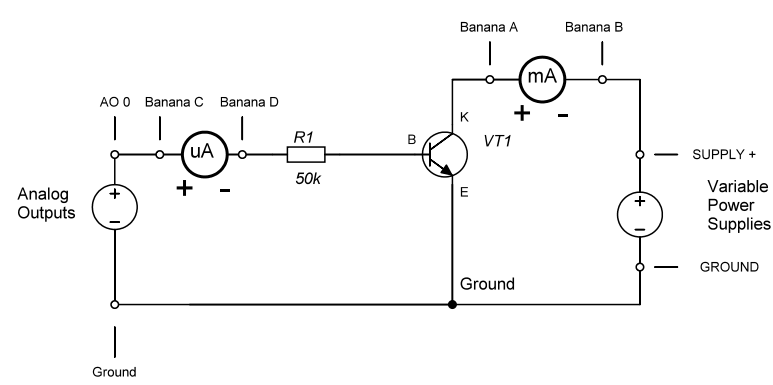 Banana A
Banana B
mA
+ -
AO 0
Banana C
Banana D
K
uA
R1
B
VT1
SUPPLY +
+ -
50k
E
Analog
Outputs
+
-
Variable
Power
Supplies
+
-
Ground
GROUND
Ground